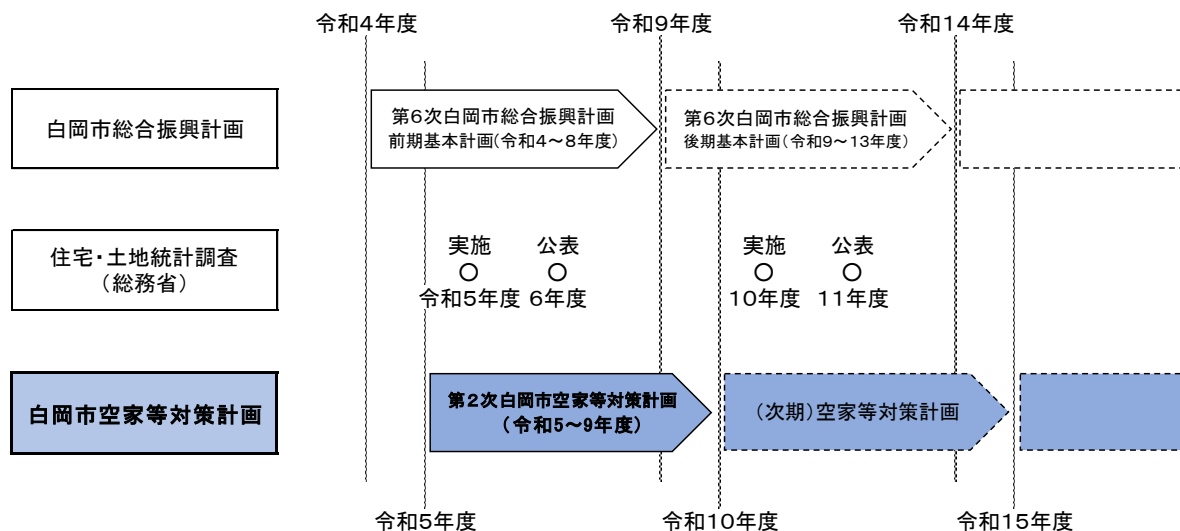 令和4年度
令和9年度
令和14年度
白岡市総合振興計画
第6次白岡市総合振興計画
前期基本計画(令和4～8年度)
第6次白岡市総合振興計画
後期基本計画(令和9～13年度)
住宅・土地統計調査
(総務省)
実施
公表
実施
公表
令和5年度
6年度
10年度
11年度
白岡市空家等対策計画
第2次白岡市空家等対策計画
(令和5～9年度)
(次期)空家等対策計画
令和5年度
令和10年度
令和15年度